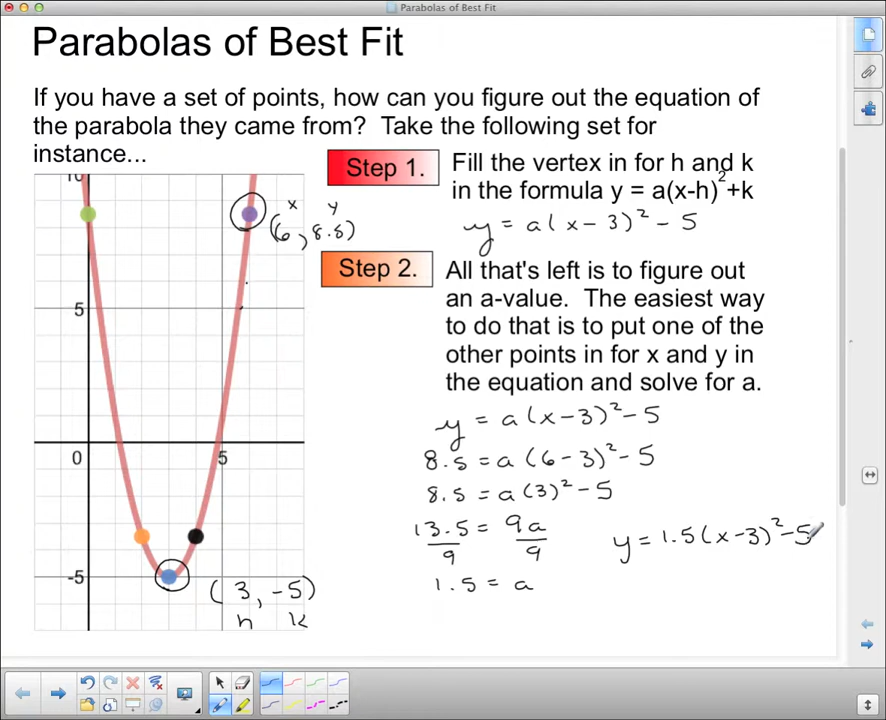 Parabolas of Best Fit
Parabolas of Best Fit
If you have a set of points, how can you figure out the equation of
the parabola they came from? Take the following set for
instance...
Step 1.
Fill the vertex in for h and k
in the formula y = a(x-h)²+k
y = a(x-3)² - 5
10
x y
(6, 8.5)
Step 2.
All that's left is to figure out
an a-value. The easiest way
to do that is to put one of the
other points in for x and y in
the equation and solve for a.
5
y = a(x-3)² - 5
0
5
8.5 = a(6-3)² - 5
8.5 = a(3)² - 5
13.5 = 9a
9 9
y = 1.5(x-3)² - 5
-5
1.5 = a
(3, -5)
h k